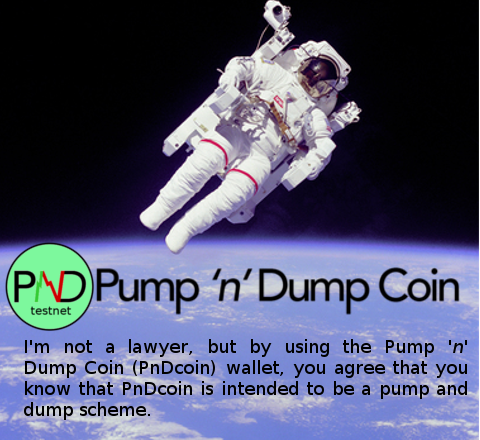 PND
testnet
Pump 'n' Dump Coin
I'm not a lawyer, but by using the Pump 'n'
Dump Coin (PnDcoin) wallet, you agree that you
know that PnDcoin is intended to be a pump and
dump scheme.